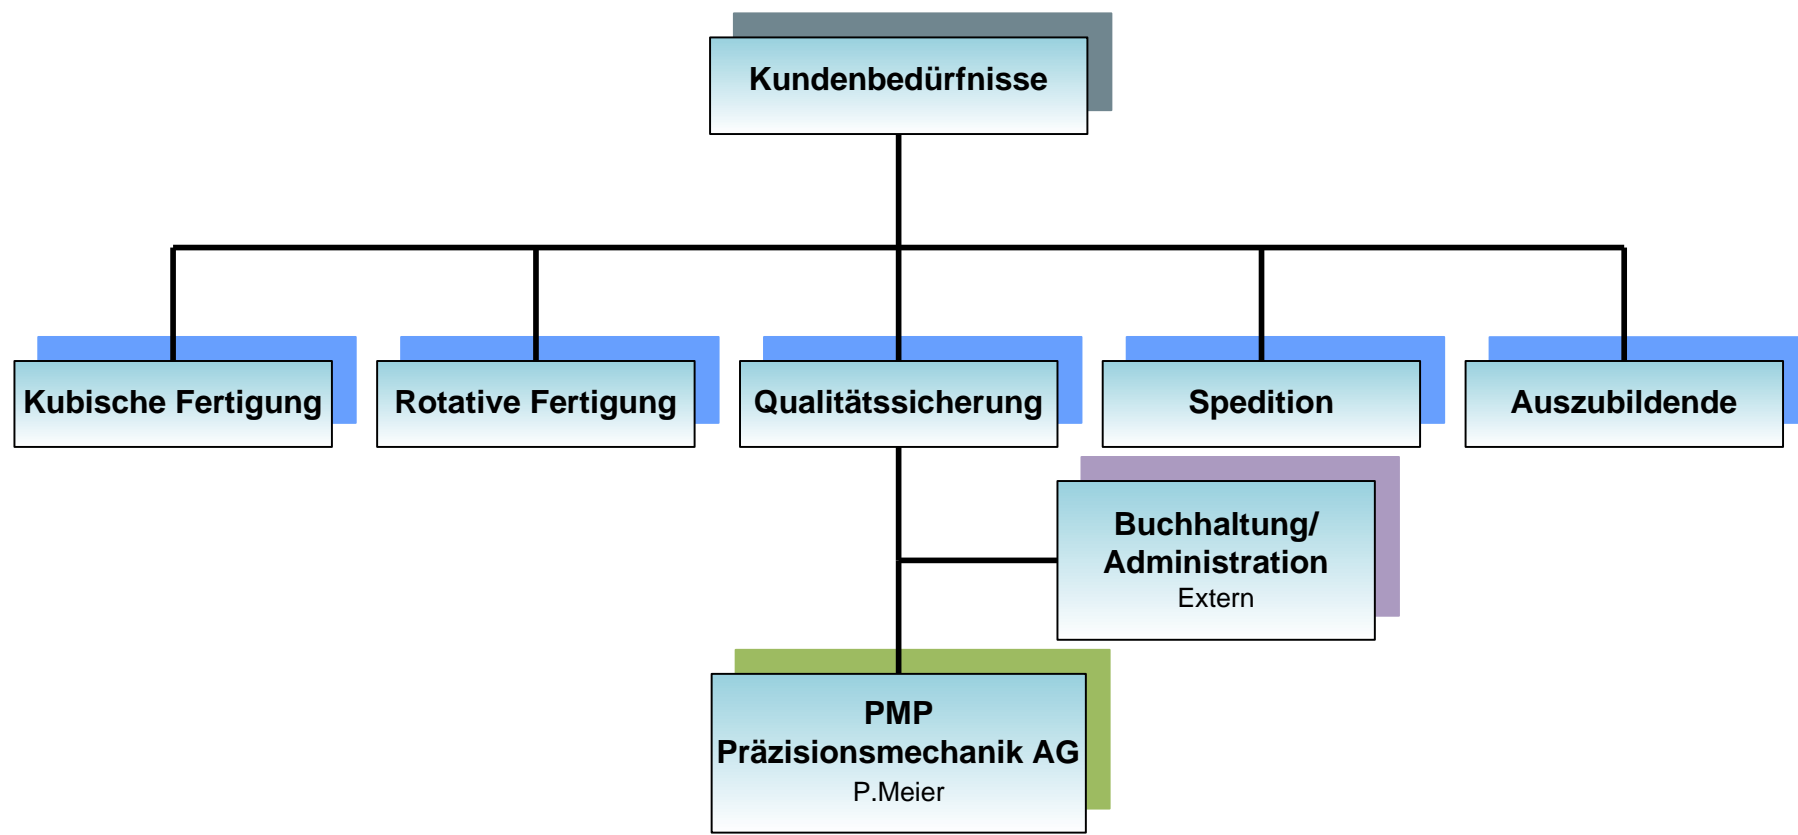 Kundenbedürfnisse
Kubische Fertigung
Rotative Fertigung
Qualitätssicherung
Spedition
Auszubildende
Buchhaltung/
Administration
Extern
PMP
Präzisionsmechanik AG
P.Meier